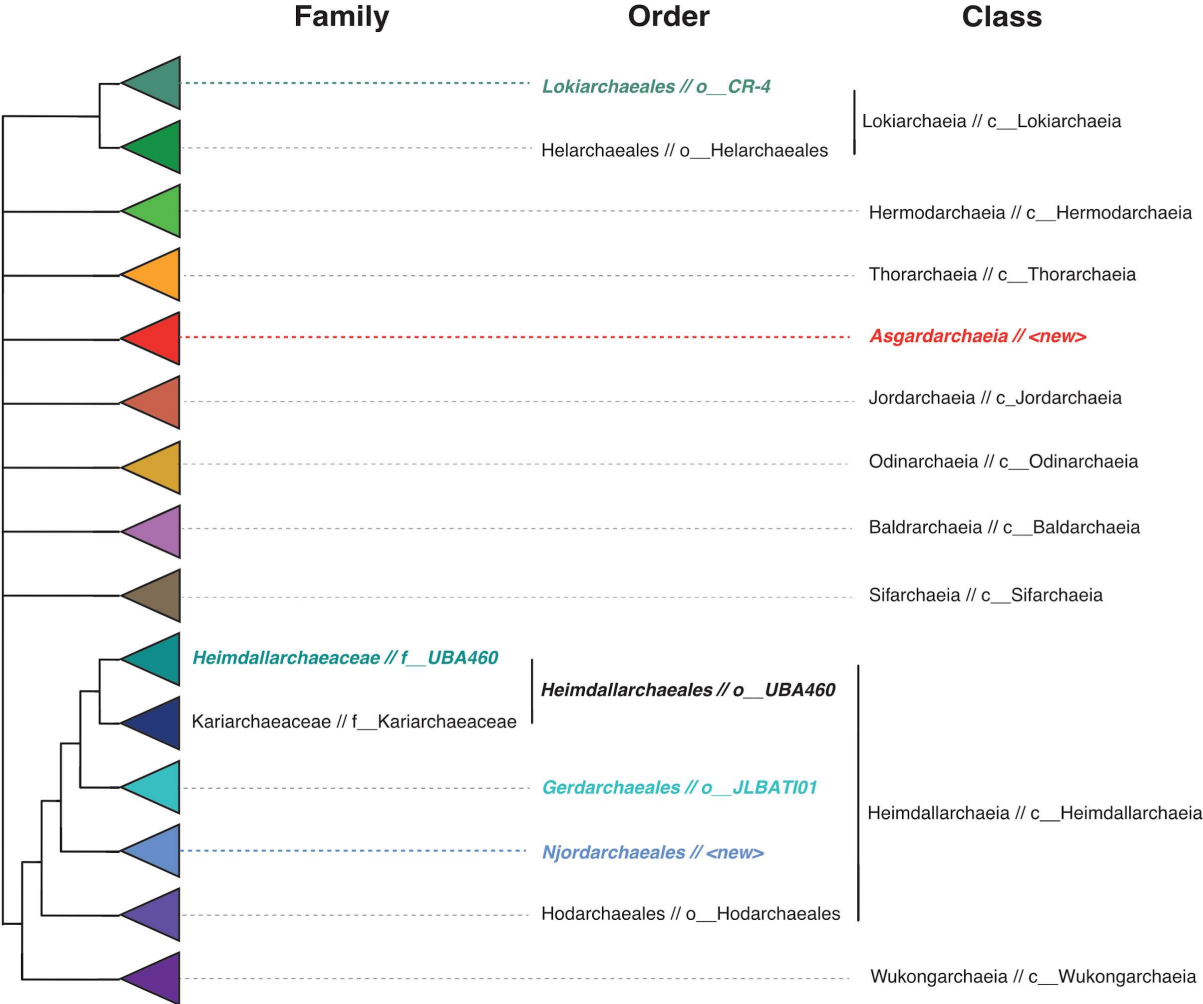 Family Order Class
Lokiarchaeales // o__CR-4
Lokiarchaeia // c__Lokiarchaeia
Helarchaeales // o__Helarchaeales
Hermodarchaeia // c__Hermodarchaeia
Thorarchaeia // c__Thorarchaeia
Asgardarchaeia // <new>
Jordarchaeia // c_Jordarchaeia
Odinarchaeia // c__Odinarchaeia
Baldrarchaeia // c__Baldarchaeia
Sifarchaeia // c__Sifarchaeia
Heimdallarchaeaceae // f__UBA460
Heimdallarchaeales // o__UBA460
Kariarchaeaceae // f__Kariarchaeaceae
Gerdarchaeales // o__JLBATI01
Heimdallarchaeia // c__Heimdallarchaeia
Njordarchaeales // <new>
Hodarchaeales // o__Hodarchaeales
Wukongarchaeia // c__Wukongarchaeia